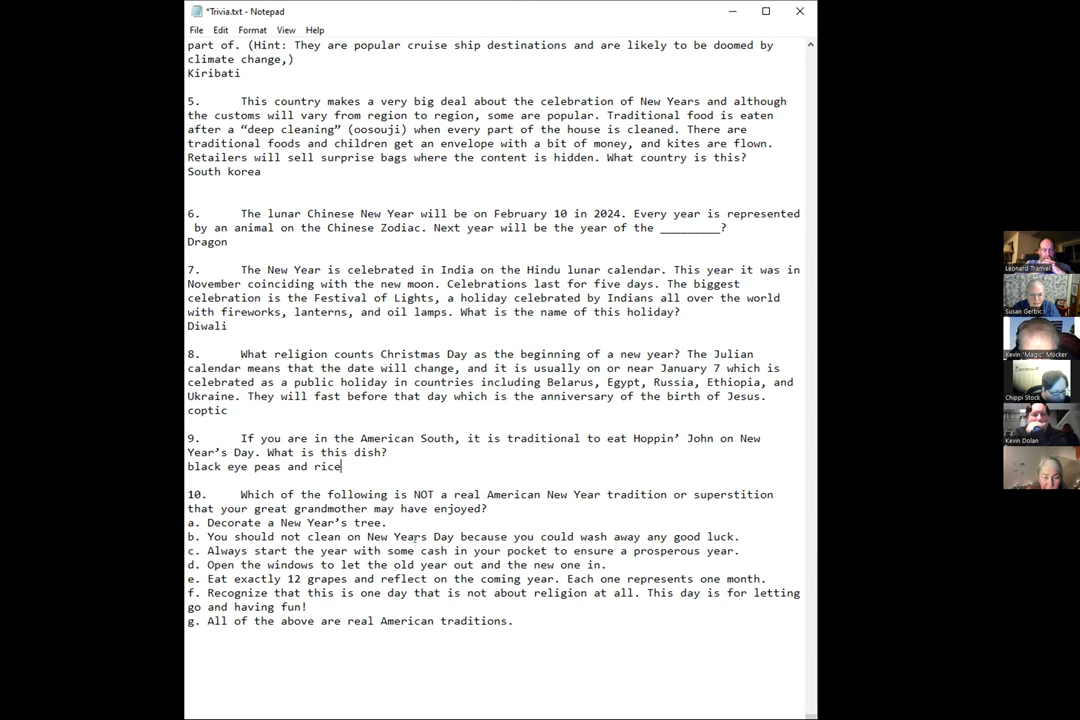 *Trivia.txt - Notepad
File Edit Format View Help
part of. (Hint: They are popular cruise ship destinations and are likely to be doomed by
climate change,)
Kiribati
5. This country makes a very big deal about the celebration of New Years and although
the customs will vary from region to region, some are popular. Traditional food is eaten
after a “deep cleaning” (oosouji) when every part of the house is cleaned. There are
traditional foods and children get an envelope with a bit of money, and kites are flown.
Retailers will sell surprise bags where the content is hidden. What country is this?
South korea
6. The lunar Chinese New Year will be on February 10 in 2024. Every year is represented
by an animal on the Chinese Zodiac. Next year will be the year of the _________?
Dragon
7. The New Year is celebrated in India on the Hindu lunar calendar. This year it was in
November coinciding with the new moon. Celebrations last for five days. The biggest
celebration is the Festival of Lights, a holiday celebrated by Indians all over the world
with fireworks, lanterns, and oil lamps. What is the name of this holiday?
Diwali
8. What religion counts Christmas Day as the beginning of a new year? The Julian
calendar means that the date will change, and it is usually on or near January 7 which is
celebrated as a public holiday in countries including Belarus, Egypt, Russia, Ethiopia, and
Ukraine. They will fast before that day which is the anniversary of the birth of Jesus.
coptic
9. If you are in the American South, it is traditional to eat Hoppin’ John on New
Year’s Day. What is this dish?
black eye peas and rice
10. Which of the following is NOT a real American New Year tradition or superstition
that your great grandmother may have enjoyed?
a. Decorate a New Year’s tree.
b. You should not clean on New Years Day because you could wash away any good luck.
c. Always start the year with some cash in your pocket to ensure a prosperous year.
d. Open the windows to let the old year out and the new one in.
e. Eat exactly 12 grapes and reflect on the coming year. Each one represents one month.
f. Recognize that this is one day that is not about religion at all. This day is for letting
go and having fun!
g. All of the above are real American traditions.
Leonard Tramiel
Susan Gerbic
Kevin "Magic" Mocker
Chippi Stock
Kevin Dolan